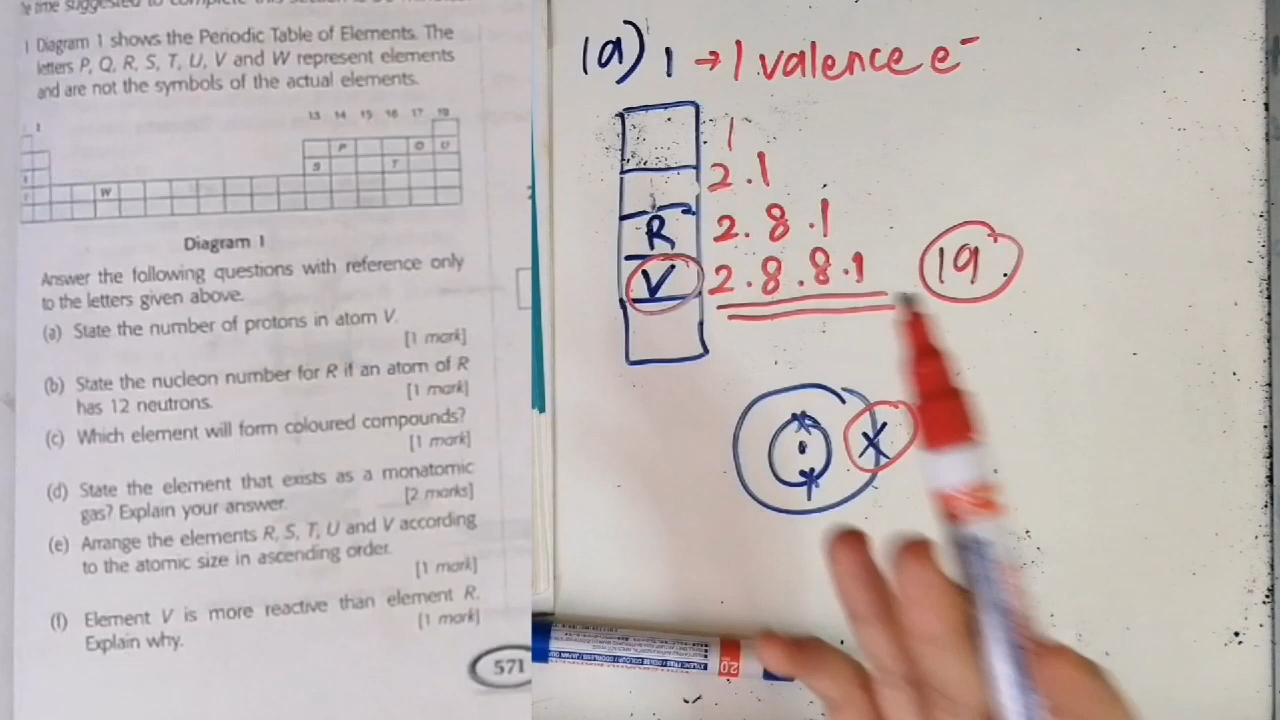 time suggested to complete this section is
1 Diagram 1 shows the Periodic Table of Elements. The
letters P, Q, R, S, T, U, V and W represent elements
and are not the symbols of the actual elements.
13 14 15 16 17 18
2
P U
S T
W
Diagram 1
Answer the following questions with reference only
to the letters given above.
(a) State the number of protons in atom V.
[1 mark]
(b) State the nucleon number for R if an atom of R
has 12 neutrons.
[1 mark]
(c) Which element will form coloured compounds?
[1 mark]
(d) State the element that exists as a monatomic
gas? Explain your answer.
[2 marks]
(e) Arrange the elements R, S, T, U and V according
to the atomic size in ascending order.
[1 mark]
(f) Element V is more reactive than element R.
Explain why.
[1 mark]
571
1a) 1 → 1 valence e⁻
1
2.1
R 2.8.1
V 2.8.8.1 19
20